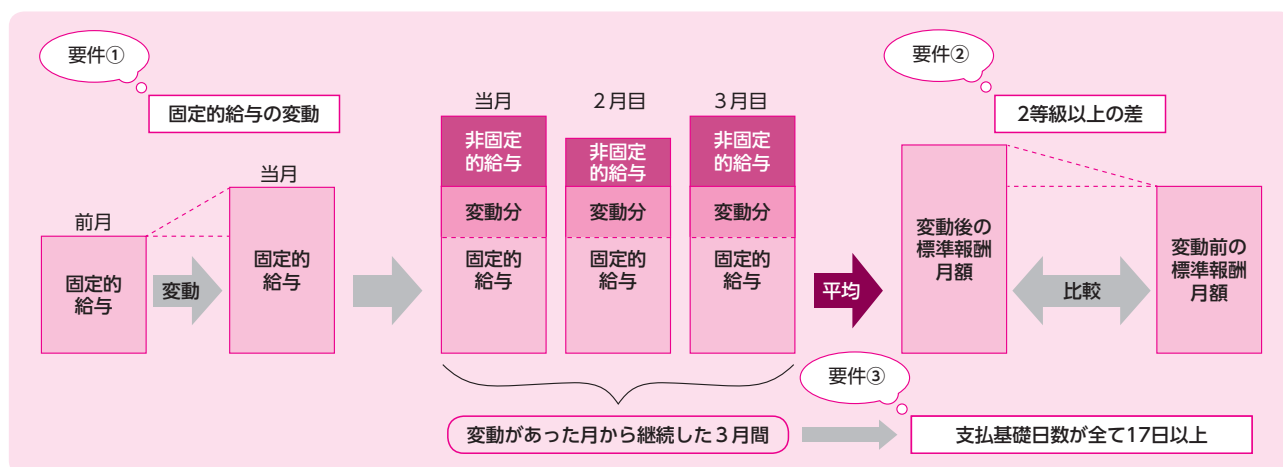 要件①
固定的給与の変動
前月
固定的
給与
変動
当月
固定的
給与
当月
非固定
的給与
変動分
固定的
給与
2月目
非固定
的給与
変動分
固定的
給与
3月目
非固定
的給与
変動分
固定的
給与
変動があった月から継続した3月間
平均
要件②
2等級以上の差
変動後の
標準報酬
月額
比較
変動前の
標準報酬
月額
要件③
支払基礎日数が全て17日以上